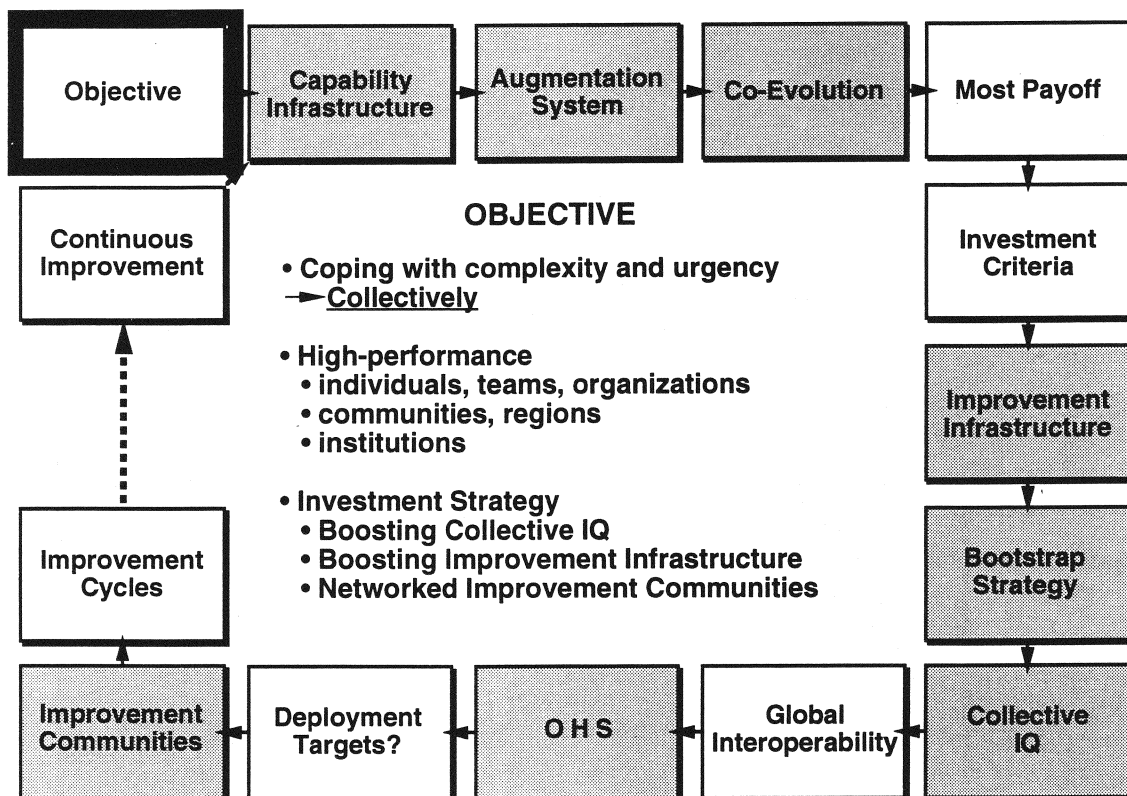 Objective
Capability
Infrastructure
Augmentation
System
Co-Evolution
Most Payoff
Continuous
Improvement
OBJECTIVE
• Coping with complexity and urgency
Collectively
• High-performance
• individuals, teams, organizations
• communities, regions
• institutions
• Investment Strategy
• Boosting Collective IQ
• Boosting Improvement Infrastructure
• Networked Improvement Communities
Investment
Criteria
Improvement
Infrastructure
Bootstrap
Strategy
Improvement
Cycles
Improvement
Communities
Deployment
Targets?
O H S
Global
Interoperability
Collective
IQ